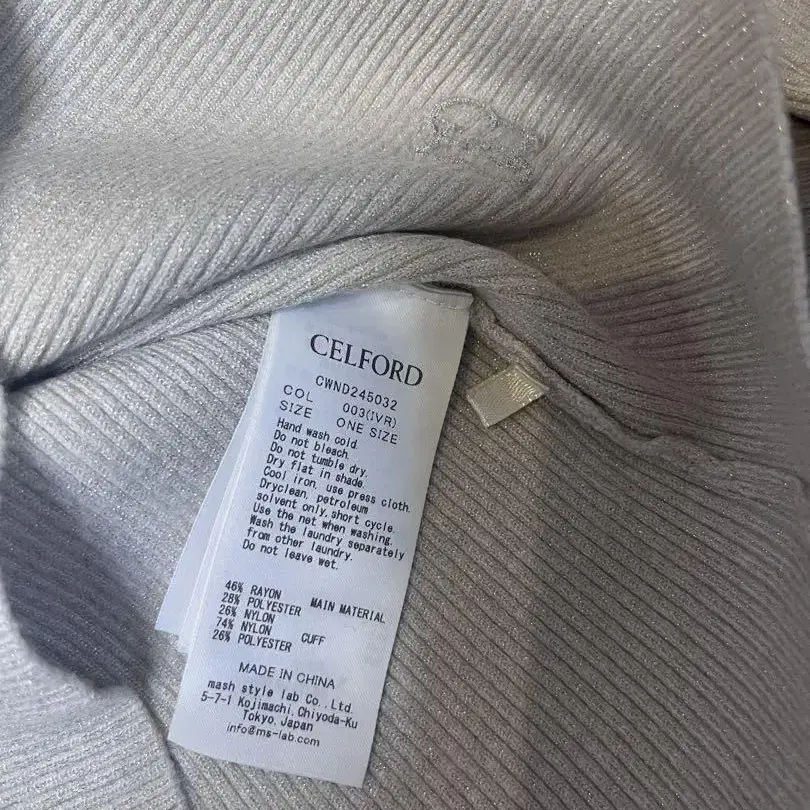 CELFORD
CWND245032
COL 003(IVR)
SIZE ONE SIZE
Hand wash cold.
Do not bleach.
Do not tumble dry.
Dry flat in shade.
Cool iron, use press cloth.
Dryclean, petroleum
solvent only, short cycle.
Use the net when washing.
Wash the laundry separately
from other laundry.
Do not leave wet.
46% RAYON MAIN MATERIAL
28% POLYESTER
26% NYLON
74% NYLON CUFF
26% POLYESTER
MADE IN CHINA
mash style lab Co., Ltd.
5-7-1 Kojimachi, Chiyoda-Ku
Tokyo, Japan
info@ms-lab.com